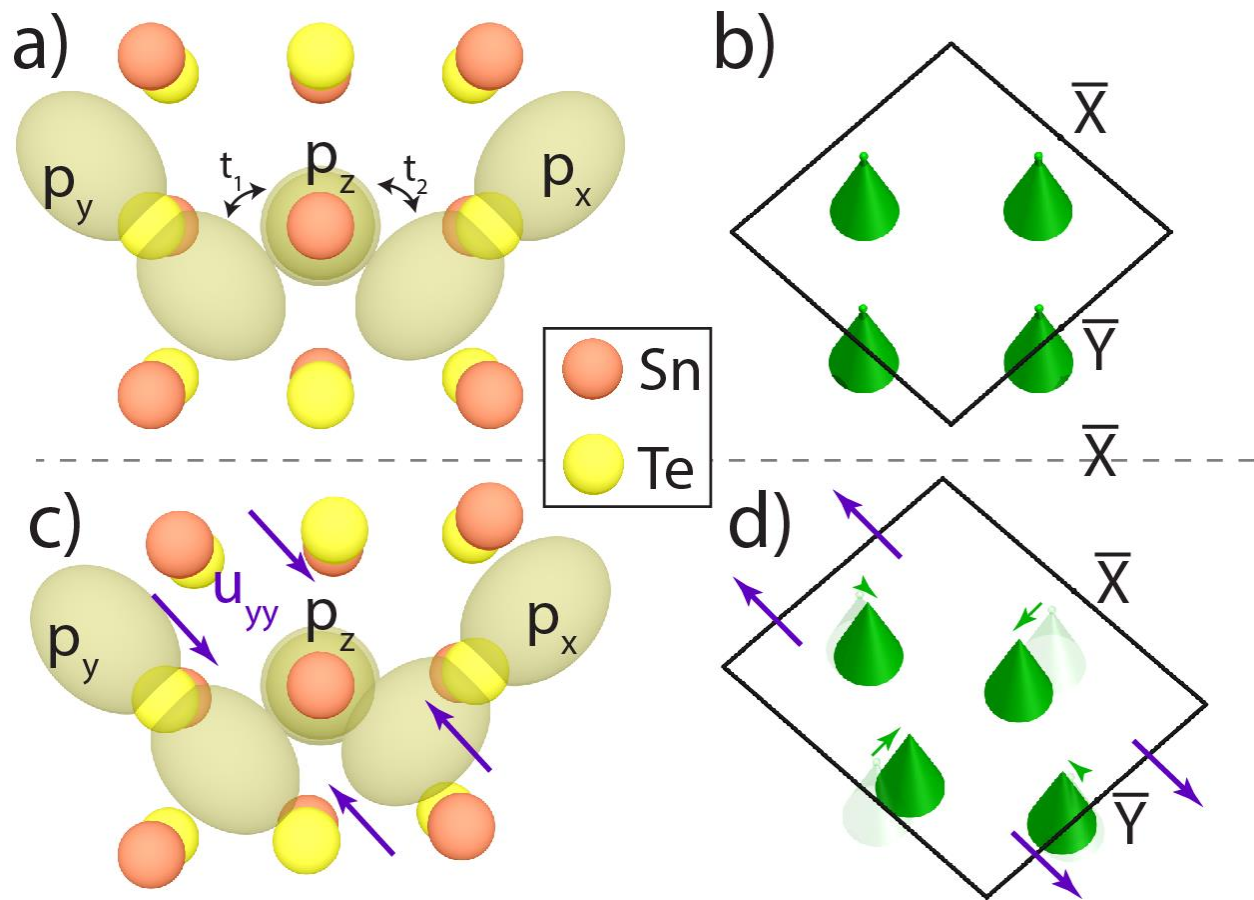 a)
p_y
t_1
p_z
t_2
p_x
b)
X̅
Y̅
X̅
Sn
Te
c)
u_yy
p_y
p_z
p_x
d)
X̅
Y̅